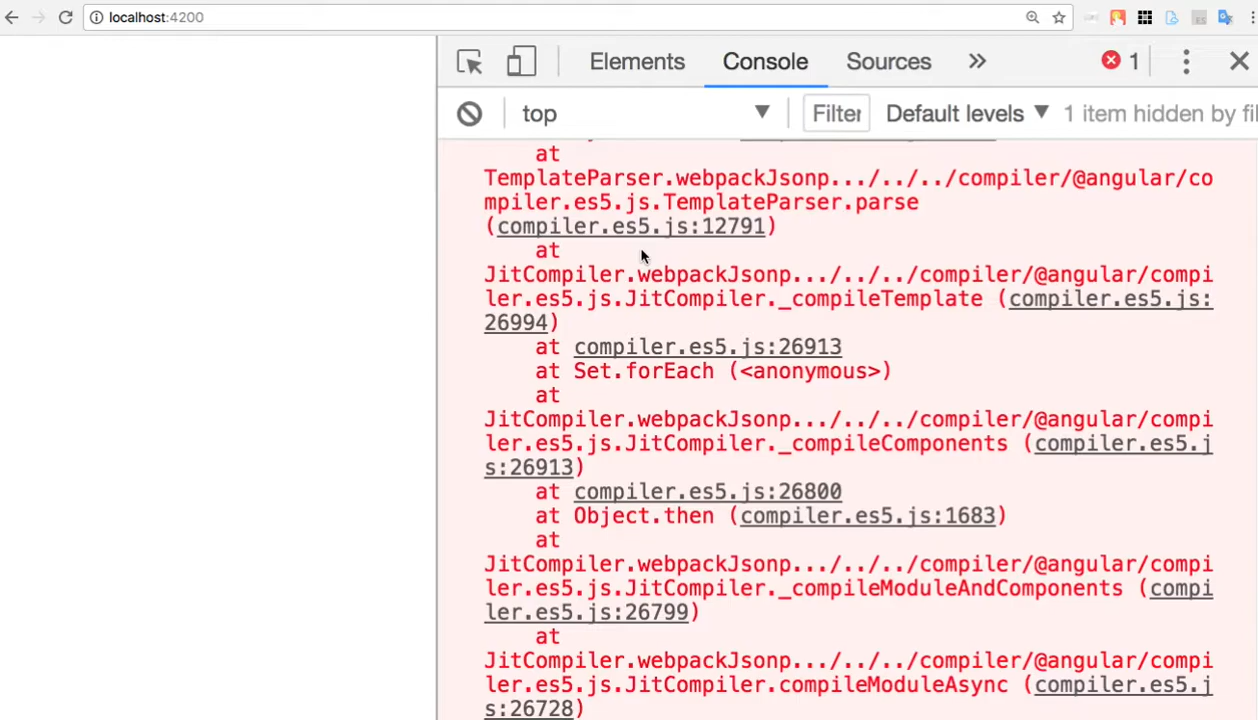 localhost:4200
Elements Console Sources » 1
top Filter Default levels 1 item hidden by fil
at
TemplateParser.webpackJsonp.../../../compiler/@angular/co
mpiler.es5.js.TemplateParser.parse
(compiler.es5.js:12791)
at
JitCompiler.webpackJsonp.../../../compiler/@angular/compi
ler.es5.js.JitCompiler._compileTemplate (compiler.es5.js:
26994)
at compiler.es5.js:26913
at Set.forEach (<anonymous>)
at
JitCompiler.webpackJsonp.../../../compiler/@angular/compi
ler.es5.js.JitCompiler._compileComponents (compiler.es5.j
s:26913)
at compiler.es5.js:26800
at Object.then (compiler.es5.js:1683)
at
JitCompiler.webpackJsonp.../../../compiler/@angular/compi
ler.es5.js.JitCompiler._compileModuleAndComponents (compi
ler.es5.js:26799)
at
JitCompiler.webpackJsonp.../../../compiler/@angular/compi
ler.es5.js.JitCompiler.compileModuleAsync (compiler.es5.j
s:26728)